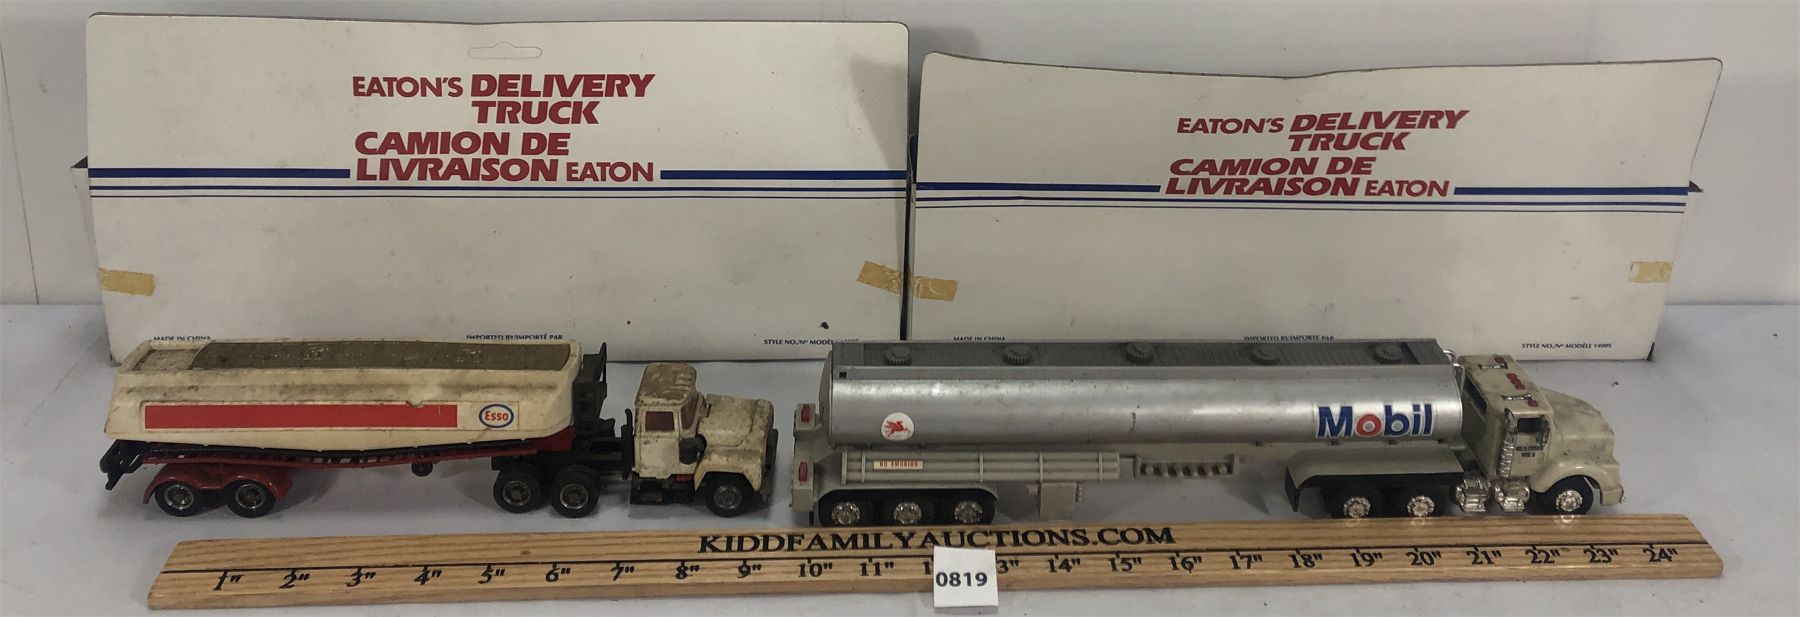 EATON'S DELIVERY
TRUCK
CAMION DE
LIVRAISON EATON
MADE IN CHINA
IMPORTED BY/IMPORTÉ PAR
STYLE NO./Nº MODÈLE
EATON'S DELIVERY
TRUCK
CAMION DE
LIVRAISON EATON
MADE IN CHINA
IMPORTED BY/IMPORTÉ PAR
STYLE NO./Nº MODÈLE 14005
Esso
Mobil
NO SMOKING
KIDDFAMILYAUCTIONS.COM
1" 2" 3" 4" 5" 6" 7" 8" 9" 10" 11" 1 3" 14" 15" 16" 17" 18" 19" 20" 21" 22" 23" 24"
0819